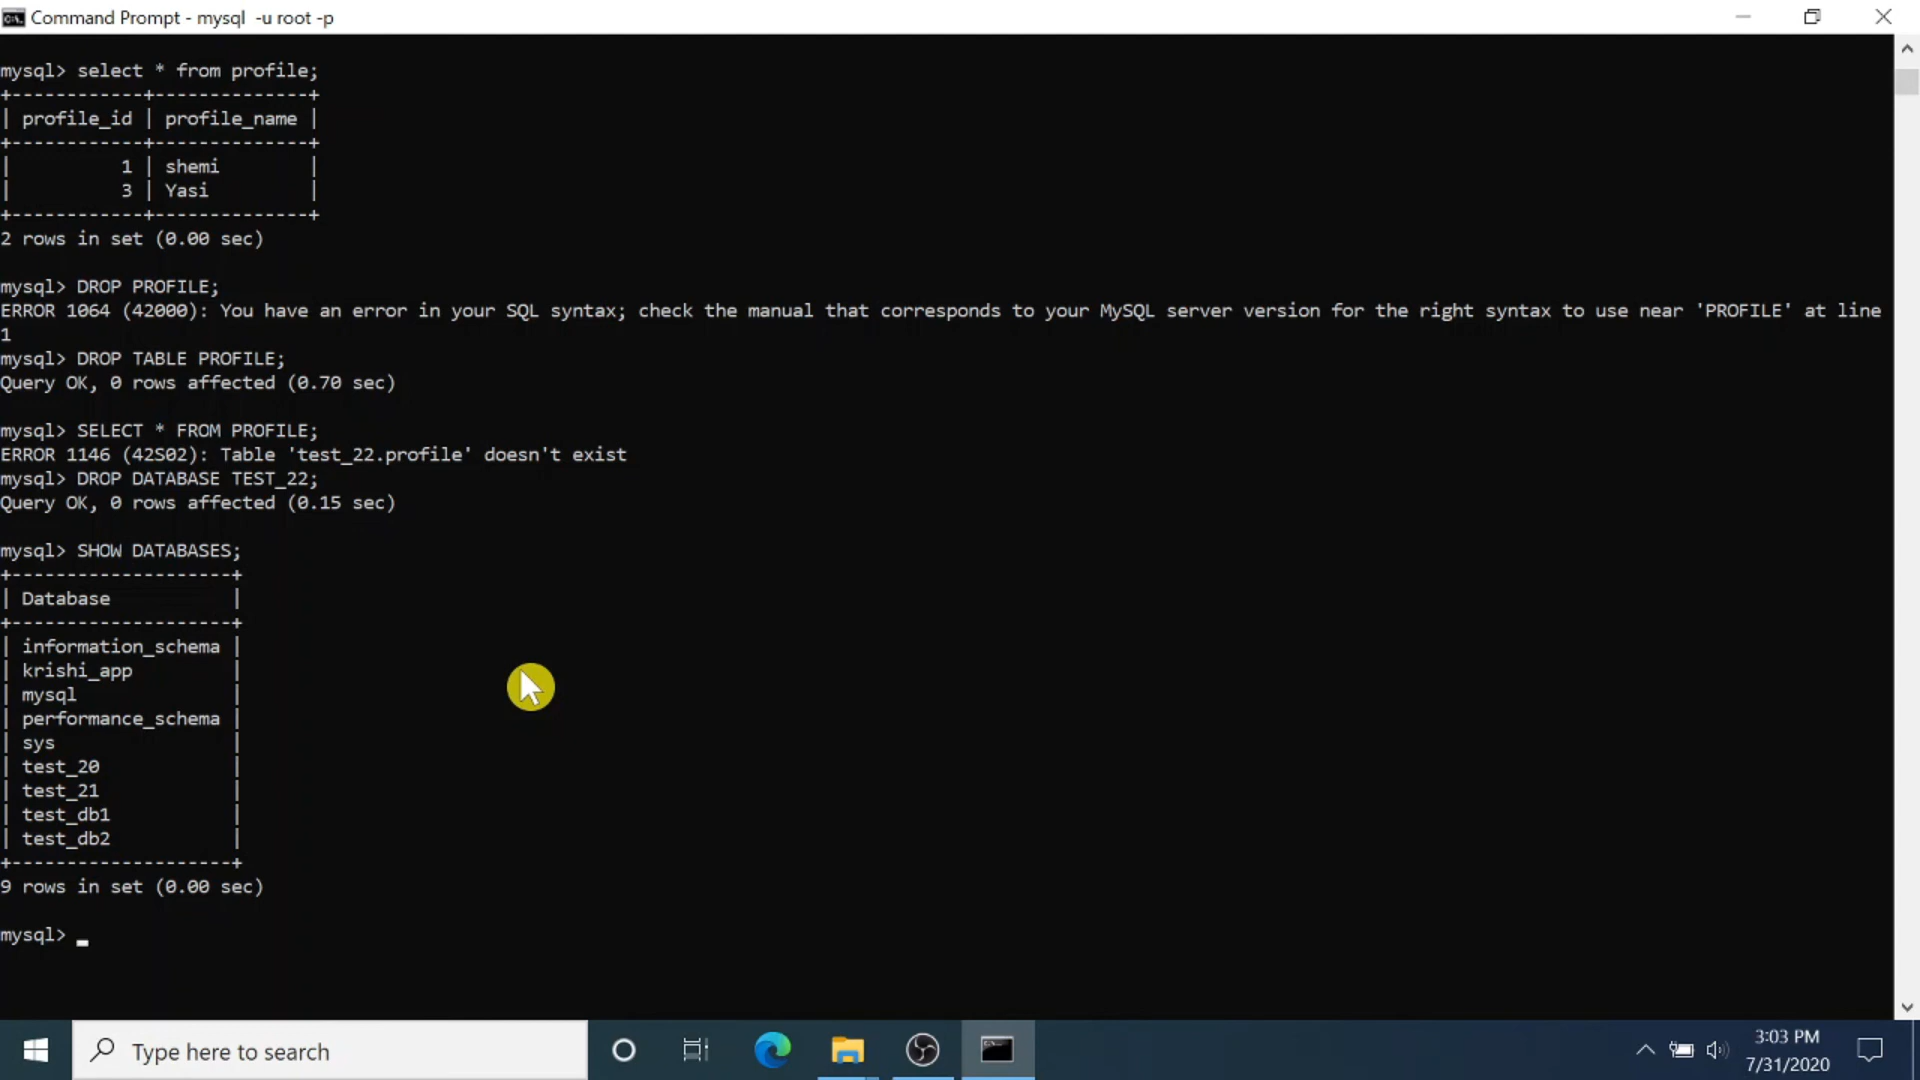 Command Prompt - mysql  -u root -p
mysql> select * from profile;
+------------+--------------+
| profile_id | profile_name |
+------------+--------------+
|          1 | shemi        |
|          3 | Yasi         |
+------------+--------------+
2 rows in set (0.00 sec)
mysql> DROP PROFILE;
ERROR 1064 (42000): You have an error in your SQL syntax; check the manual that corresponds to your MySQL server version for the right syntax to use near 'PROFILE' at line
1
mysql> DROP TABLE PROFILE;
Query OK, 0 rows affected (0.70 sec)
mysql> SELECT * FROM PROFILE;
ERROR 1146 (42S02): Table 'test_22.profile' doesn't exist
mysql> DROP DATABASE TEST_22;
Query OK, 0 rows affected (0.15 sec)
mysql> SHOW DATABASES;
+--------------------+
| Database           |
+--------------------+
| information_schema |
| krishi_app         |
| mysql              |
| performance_schema |
| sys                |
| test_20            |
| test_21            |
| test_db1           |
| test_db2           |
+--------------------+
9 rows in set (0.00 sec)
mysql> _
Type here to search
3:03 PM
7/31/2020